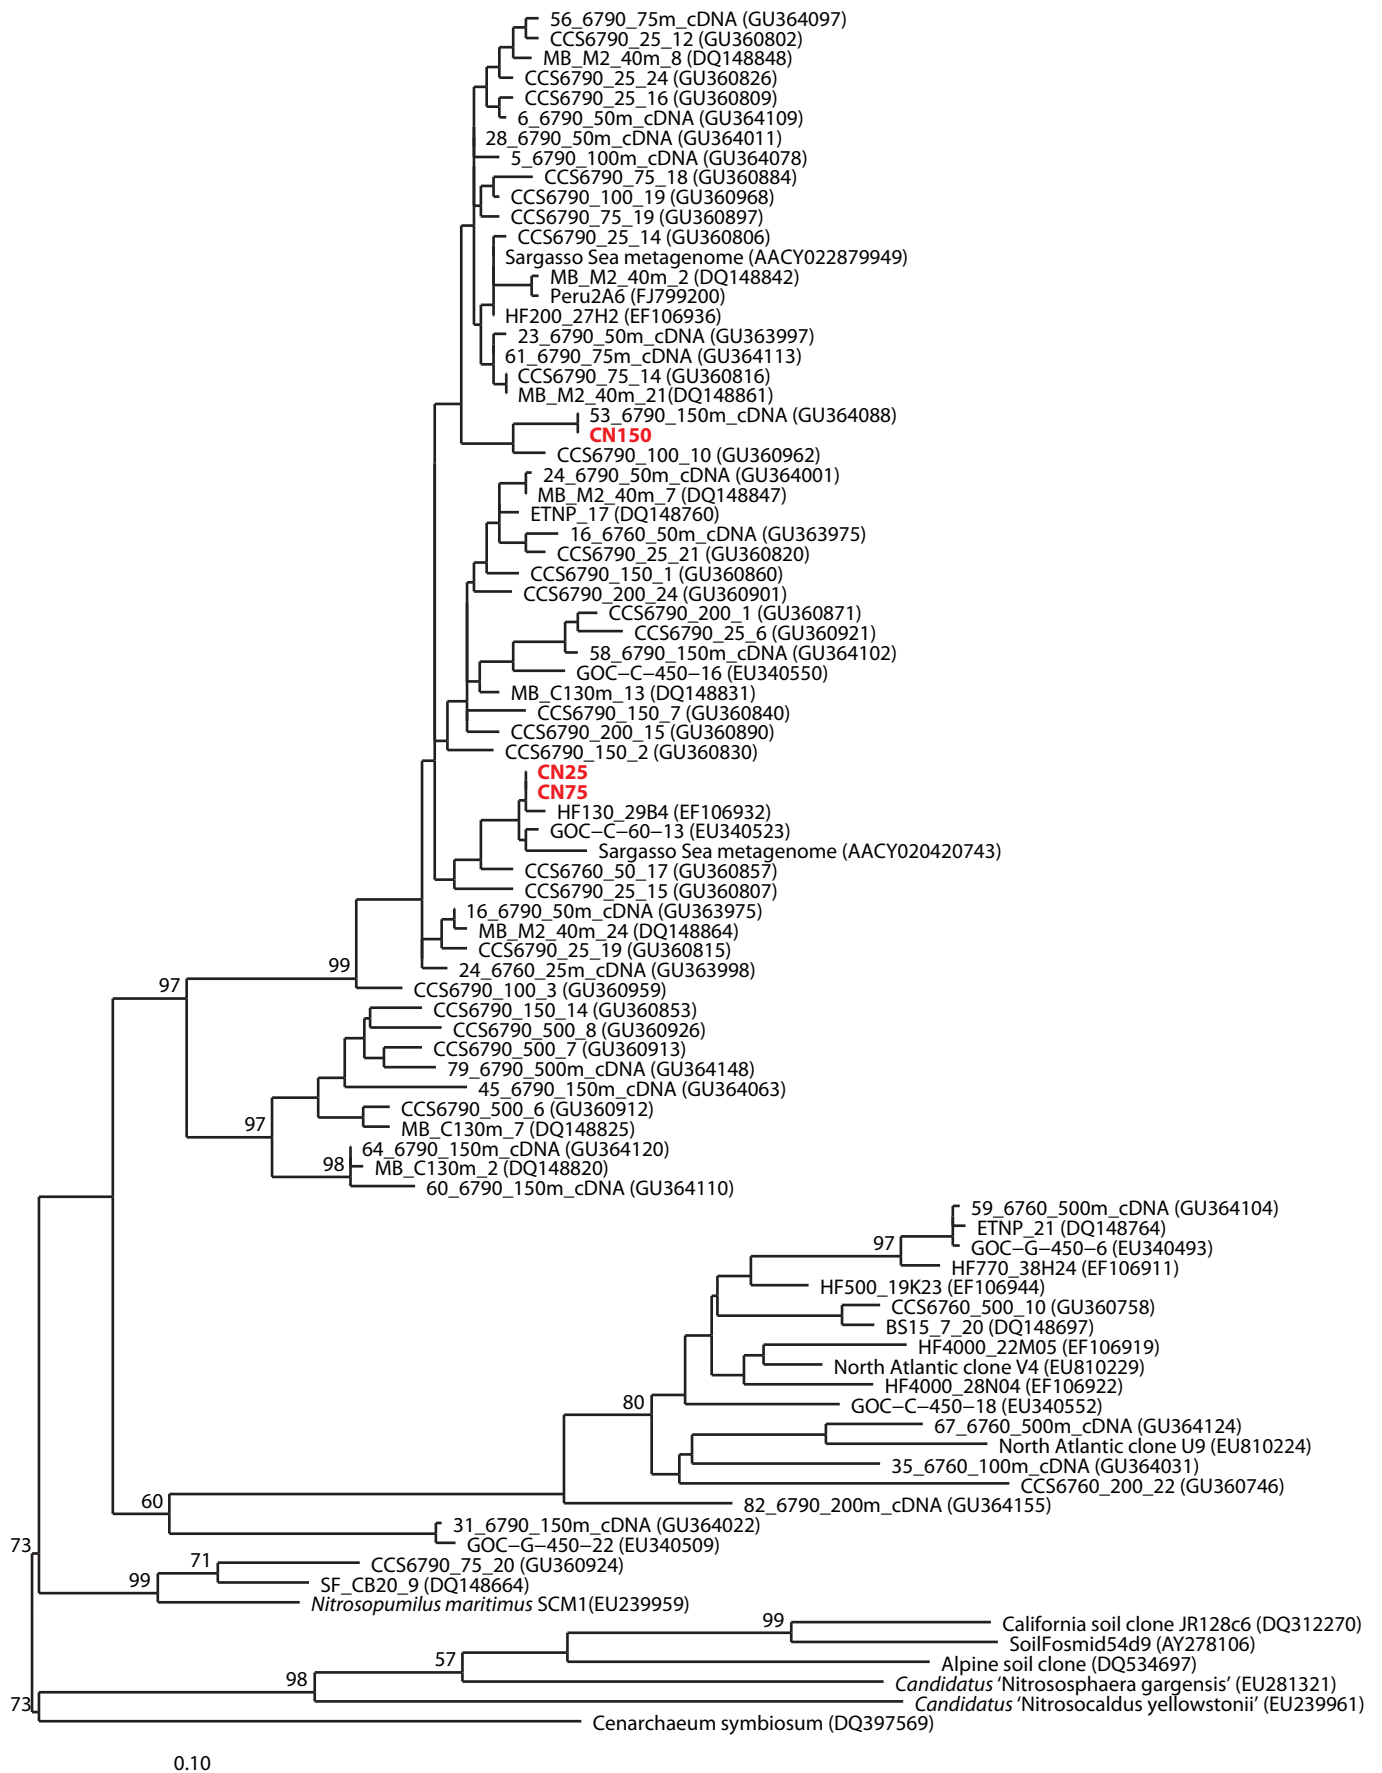 56_6790_75m_cDNA (GU364097)
CCS6790_25_12 (GU360802)
MB_M2_40m_8 (DQ148848)
CCS6790_25_24 (GU360826)
CCS6790_25_16 (GU360809)
6_6790_50m_cDNA (GU364109)
28_6790_50m_cDNA (GU364011)
5_6790_100m_cDNA (GU364078)
CCS6790_75_18 (GU360884)
CCS6790_100_19 (GU360968)
CCS6790_75_19 (GU360897)
CCS6790_25_14 (GU360806)
Sargasso Sea metagenome (AACY022879949)
MB_M2_40m_2 (DQ148842)
Peru2A6 (FJ799200)
HF200_27H2 (EF106936)
23_6790_50m_cDNA (GU363997)
61_6790_75m_cDNA (GU364113)
CCS6790_75_14 (GU360816)
MB_M2_40m_21(DQ148861)
53_6790_150m_cDNA (GU364088)
CN150
CCS6790_100_10 (GU360962)
24_6790_50m_cDNA (GU364001)
MB_M2_40m_7 (DQ148847)
ETNP_17 (DQ148760)
16_6760_50m_cDNA (GU363975)
CCS6790_25_21 (GU360820)
CCS6790_150_1 (GU360860)
CCS6790_200_24 (GU360901)
CCS6790_200_1 (GU360871)
CCS6790_25_6 (GU360921)
58_6790_150m_cDNA (GU364102)
GOC−C−450−16 (EU340550)
MB_C130m_13 (DQ148831)
CCS6790_150_7 (GU360840)
CCS6790_200_15 (GU360890)
CCS6790_150_2 (GU360830)
CN25
CN75
HF130_29B4 (EF106932)
GOC−C−60−13 (EU340523)
Sargasso Sea metagenome (AACY020420743)
CCS6760_50_17 (GU360857)
CCS6790_25_15 (GU360807)
16_6790_50m_cDNA (GU363975)
MB_M2_40m_24 (DQ148864)
CCS6790_25_19 (GU360815)
99
24_6760_25m_cDNA (GU363998)
97
CCS6790_100_3 (GU360959)
CCS6790_150_14 (GU360853)
CCS6790_500_8 (GU360926)
CCS6790_500_7 (GU360913)
79_6790_500m_cDNA (GU364148)
45_6790_150m_cDNA (GU364063)
CCS6790_500_6 (GU360912)
97
MB_C130m_7 (DQ148825)
64_6790_150m_cDNA (GU364120)
98
MB_C130m_2 (DQ148820)
60_6790_150m_cDNA (GU364110)
59_6760_500m_cDNA (GU364104)
ETNP_21 (DQ148764)
97
GOC−G−450−6 (EU340493)
HF770_38H24 (EF106911)
HF500_19K23 (EF106944)
CCS6760_500_10 (GU360758)
BS15_7_20 (DQ148697)
HF4000_22M05 (EF106919)
North Atlantic clone V4 (EU810229)
HF4000_28N04 (EF106922)
80
GOC−C−450−18 (EU340552)
67_6760_500m_cDNA (GU364124)
North Atlantic clone U9 (EU810224)
35_6760_100m_cDNA (GU364031)
CCS6760_200_22 (GU360746)
60
82_6790_200m_cDNA (GU364155)
31_6790_150m_cDNA (GU364022)
73
GOC−G−450−22 (EU340509)
71
CCS6790_75_20 (GU360924)
99
SF_CB20_9 (DQ148664)
Nitrosopumilus maritimus SCM1(EU239959)
99
California soil clone JR128c6 (DQ312270)
SoilFosmid54d9 (AY278106)
57
Alpine soil clone (DQ534697)
98
Candidatus ‘Nitrososphaera gargensis’ (EU281321)
73
Candidatus ‘Nitrosocaldus yellowstonii’ (EU239961)
Cenarchaeum symbiosum (DQ397569)
0.10